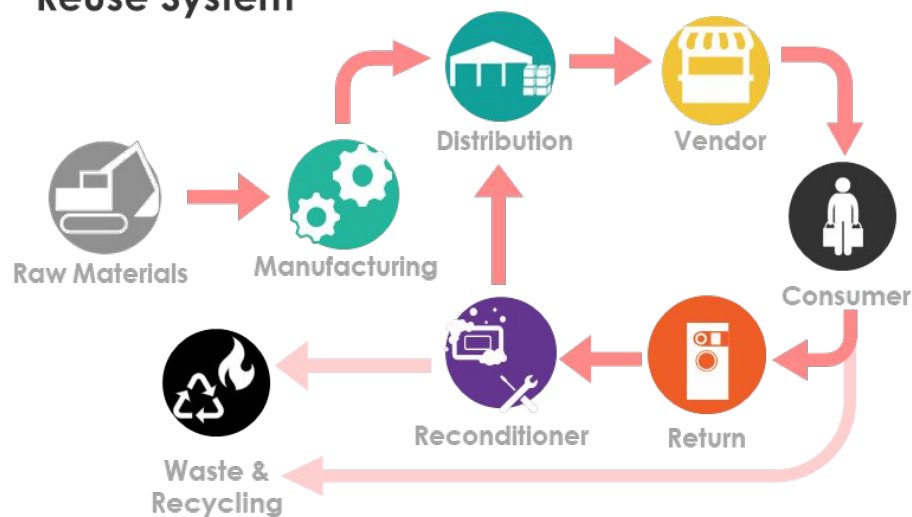 Reuse System
Distribution
Vendor
Raw Materials
Manufacturing
Consumer
Reconditioner
Return
Waste &
Recycling